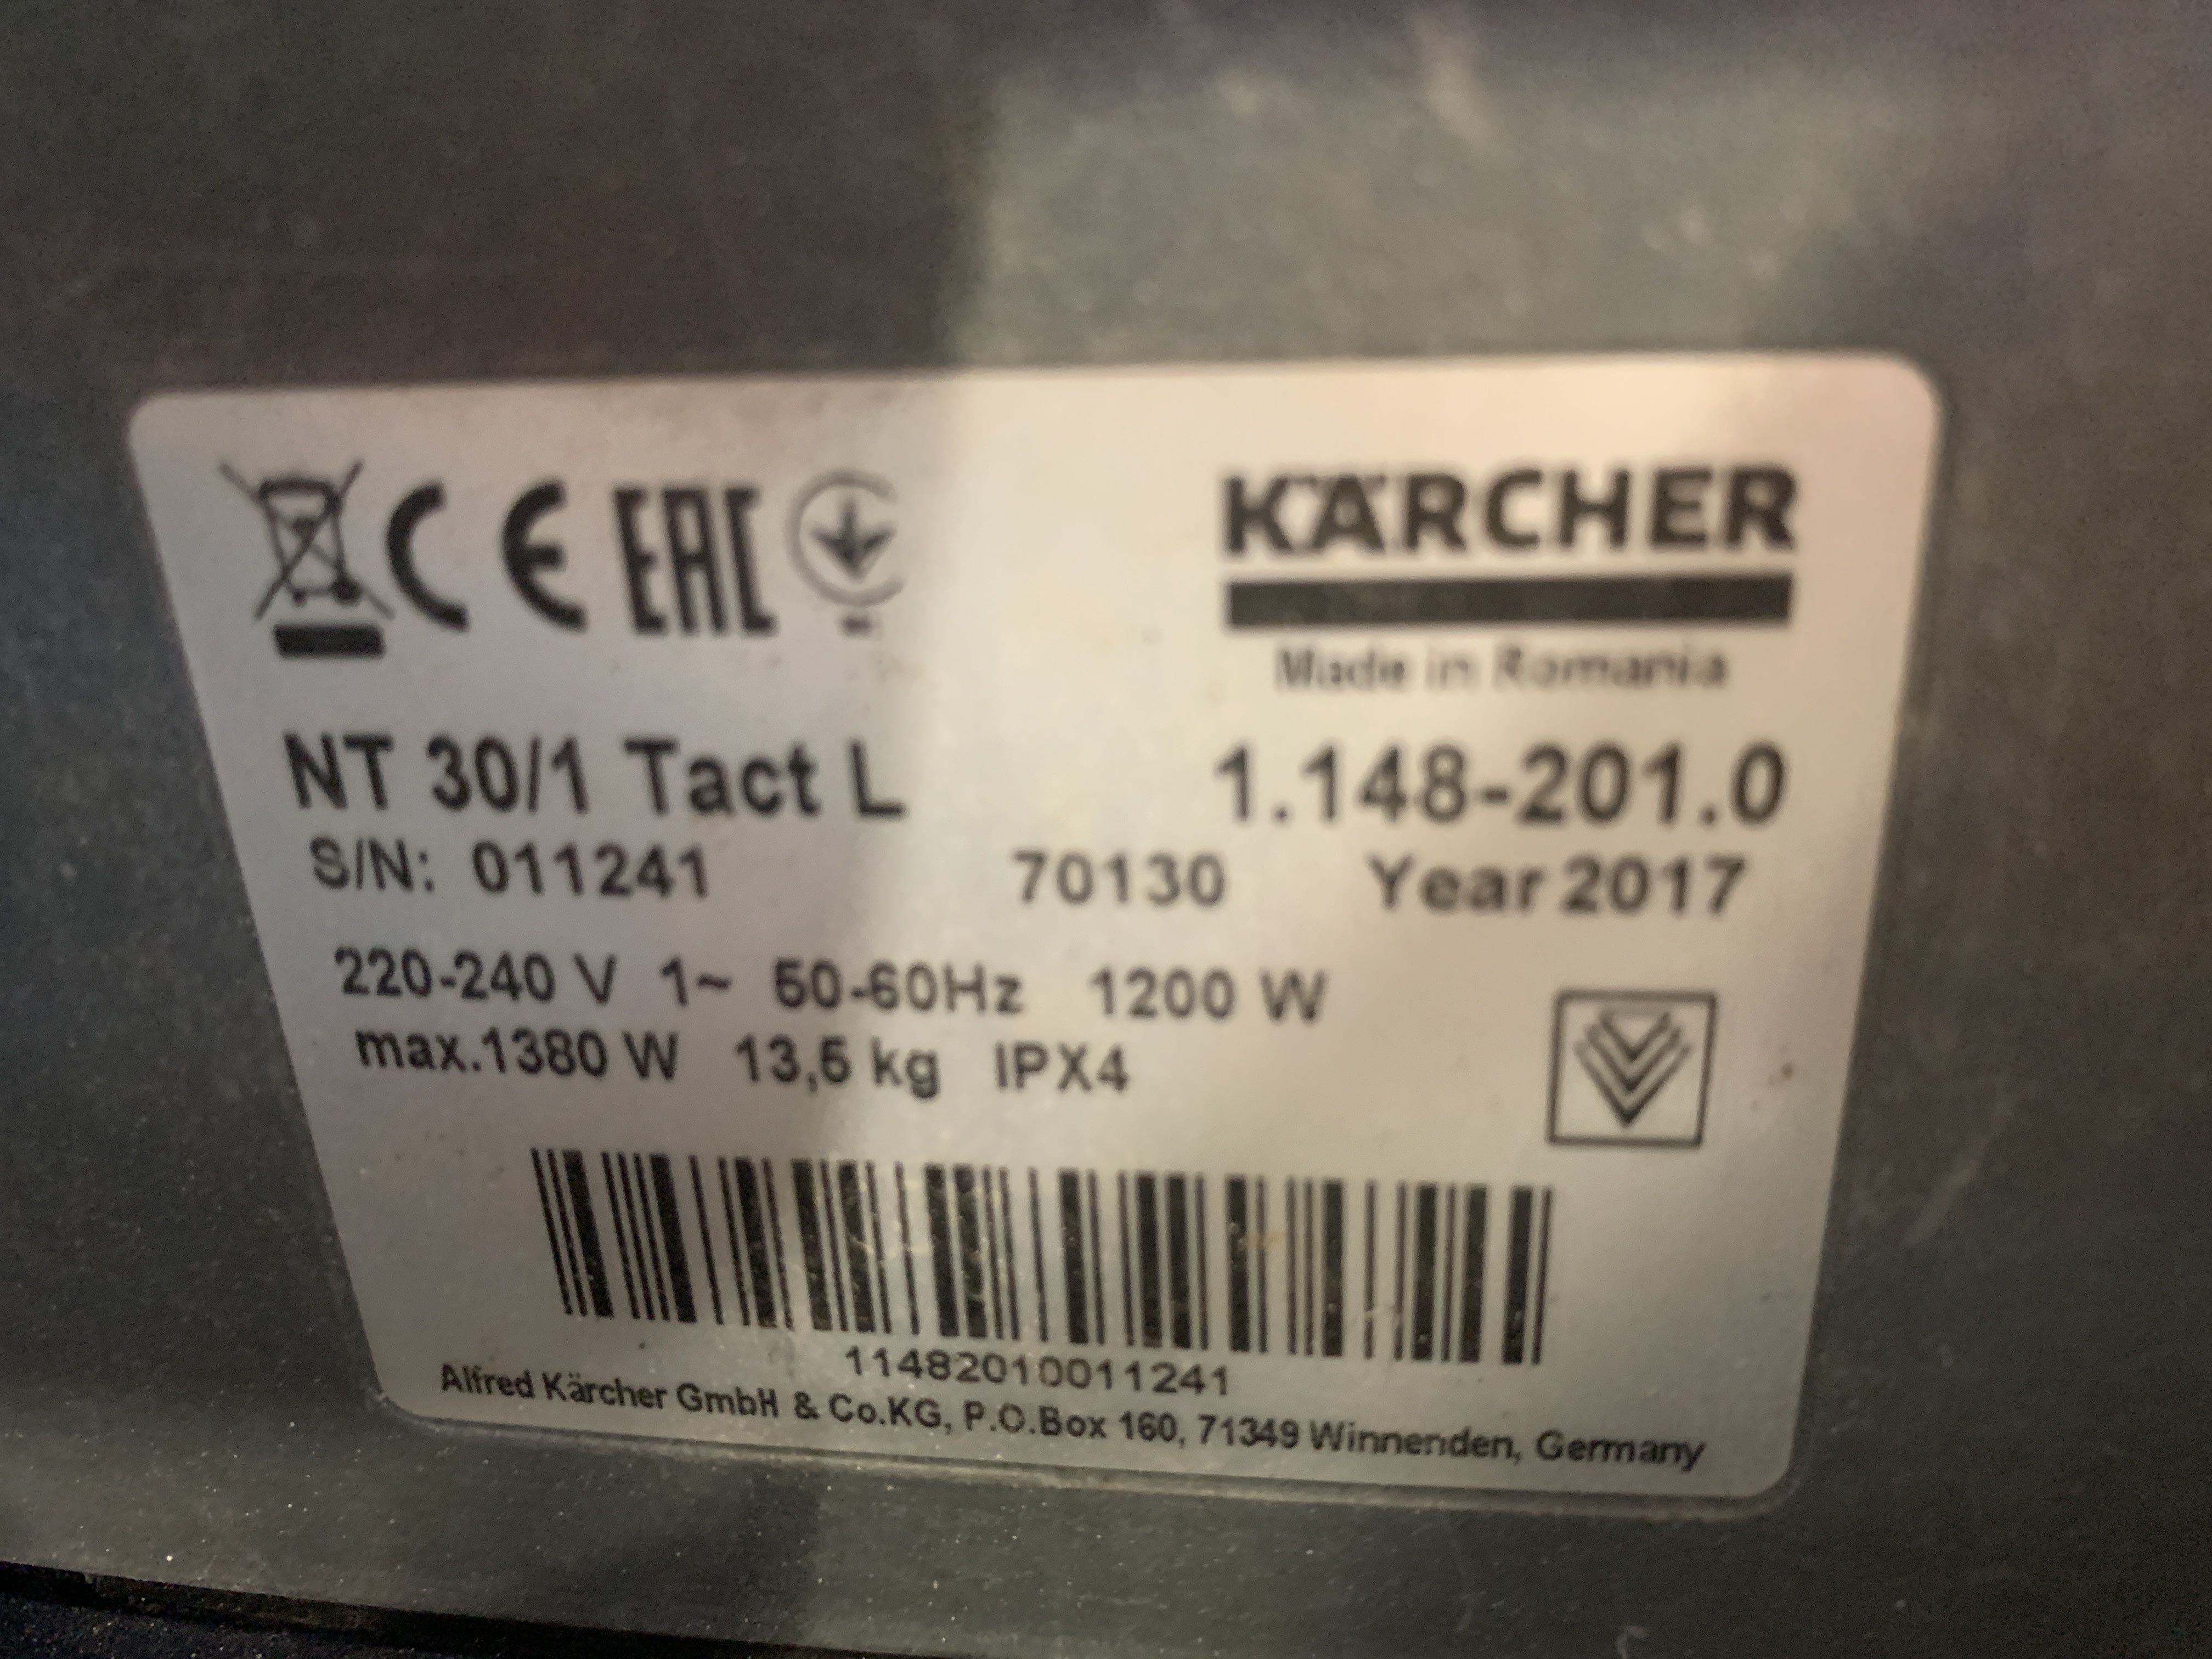 CE EAC
KÄRCHER
Made in Romania
NT 30/1 Tact L 1.148-201.0
S/N: 011241 70130 Year 2017
220-240 V 1~ 50-60Hz 1200 W
max.1380 W 13,5 kg IPX4
11482010011241
Alfred Kärcher GmbH & Co.KG, P.O.Box 160, 71349 Winnenden, Germany